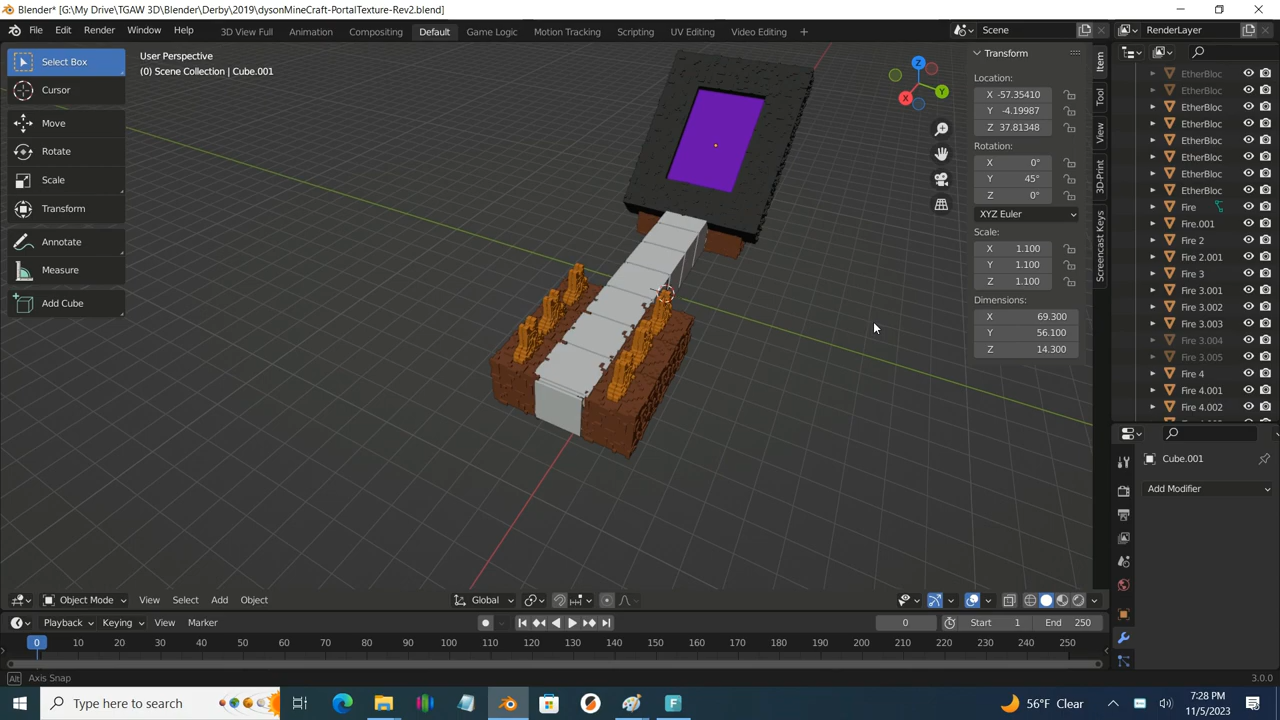 Blender* [G:\My Drive\TGAW 3D\Blender\Derby\2019\dysonMineCraft-PortalTexture-Rev2.blend]
File Edit Render Window Help 3D View Full Animation Compositing Default Game Logic Motion Tracking Scripting UV Editing Video Editing + Scene RenderLayer
Select Box
Cursor
Move
Rotate
Scale
Transform
Annotate
Measure
Add Cube
User Perspective
(0) Scene Collection | Cube.001
Z
Y
X
Transform
Location:
X -57.35410
Y -4.19987
Z 37.81348
Rotation:
X 0°
Y 45°
Z 0°
XYZ Euler
Scale:
X 1.100
Y 1.100
Z 1.100
Dimensions:
X 69.300
Y 56.100
Z 14.300
Item
Tool
View
3D-Print
Screencast Keys
EtherBloc
EtherBloc
EtherBloc
EtherBloc
EtherBloc
EtherBloc
EtherBloc
EtherBloc
Fire
Fire.001
Fire 2
Fire 2.001
Fire 3
Fire 3.001
Fire 3.002
Fire 3.003
Fire 3.004
Fire 3.005
Fire 4
Fire 4.001
Fire 4.002
Cube.001
Add Modifier
Object Mode View Select Add Object Global
Playback Keying View Marker 0 Start 1 End 250
0 10 20 30 40 50 60 70 80 90 100 110 120 130 140 150 160 170 180 190 200 210 220 230 240 250
Alt Axis Snap 3.0.0
Type here to search 56°F Clear 7:28 PM
11/5/2023